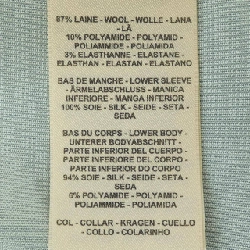 87% LAINE - WOOL - WOLLE - LANA
- LÃ
10% POLYAMIDE - POLYAMID -
POLIAMMIDE - POLIAMIDA
3% ELASTHANNE - ELASTANE -
ELASTHAN - ELASTAN - ELASTANO
BAS DE MANCHE - LOWER SLEEVE
- ÄRMELABSCHLUSS - MANICA
INFERIORE - MANGA INFERIOR
100% SOIE - SILK - SEIDE - SETA -
SEDA
BAS DU CORPS - LOWER BODY -
UNTERER BODYABSCHNITT -
PARTE INFERIOR DEL CUERPO -
PARTE INFERIORE DEL CORPO -
PARTE INFERIOR DO CORPO
94% SOIE - SILK - SEIDE - SETA -
SEDA
6% POLYAMIDE - POLYAMID -
POLIAMMIDE - POLIAMIDA
COL - COLLAR - KRAGEN - CUELLO
- COLLO - COLARINHO